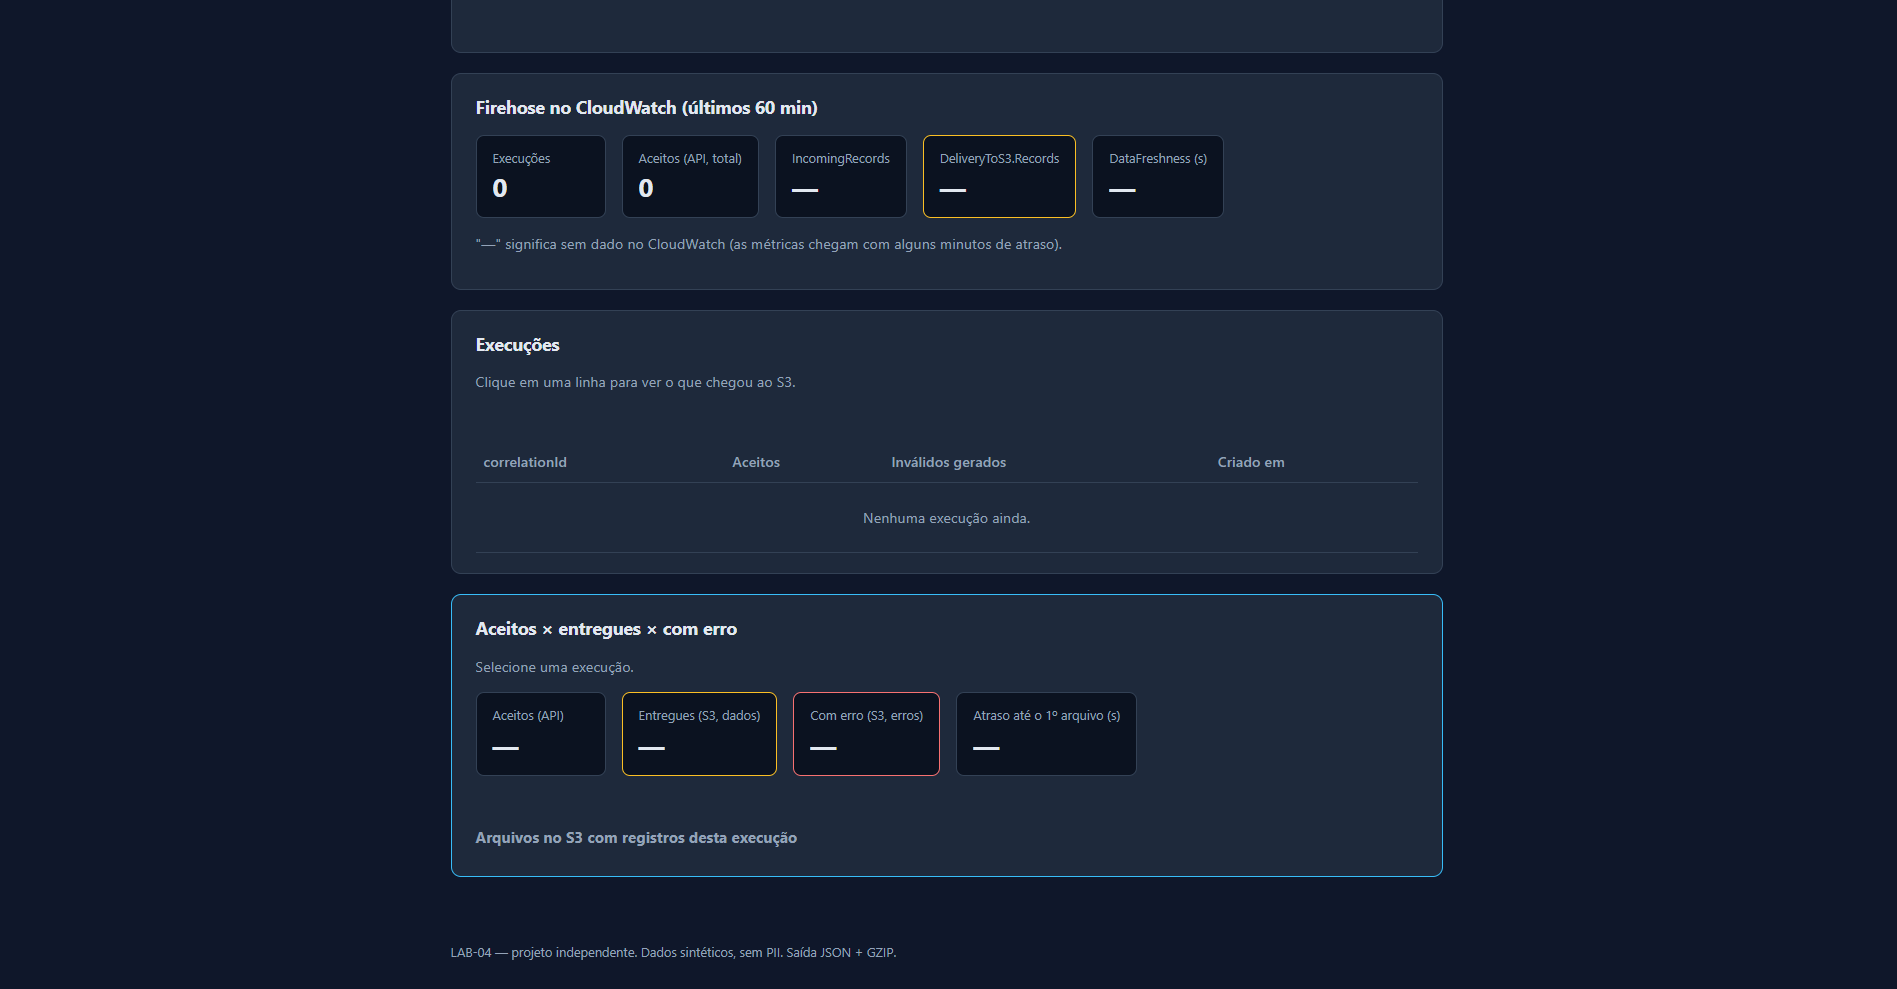 Firehose no CloudWatch (últimos 60 min)
Execuções
0
Aceitos (API, total)
0
IncomingRecords
—
DeliveryToS3.Records
—
DataFreshness (s)
—
"—" significa sem dado no CloudWatch (as métricas chegam com alguns minutos de atraso).
Execuções
Clique em uma linha para ver o que chegou ao S3.
correlationId Aceitos Inválidos gerados Criado em
Nenhuma execução ainda.
Aceitos × entregues × com erro
Selecione uma execução.
Aceitos (API)
—
Entregues (S3, dados)
—
Com erro (S3, erros)
—
Atraso até o 1º arquivo (s)
—
Arquivos no S3 com registros desta execução
LAB-04 — projeto independente. Dados sintéticos, sem PII. Saída JSON + GZIP.